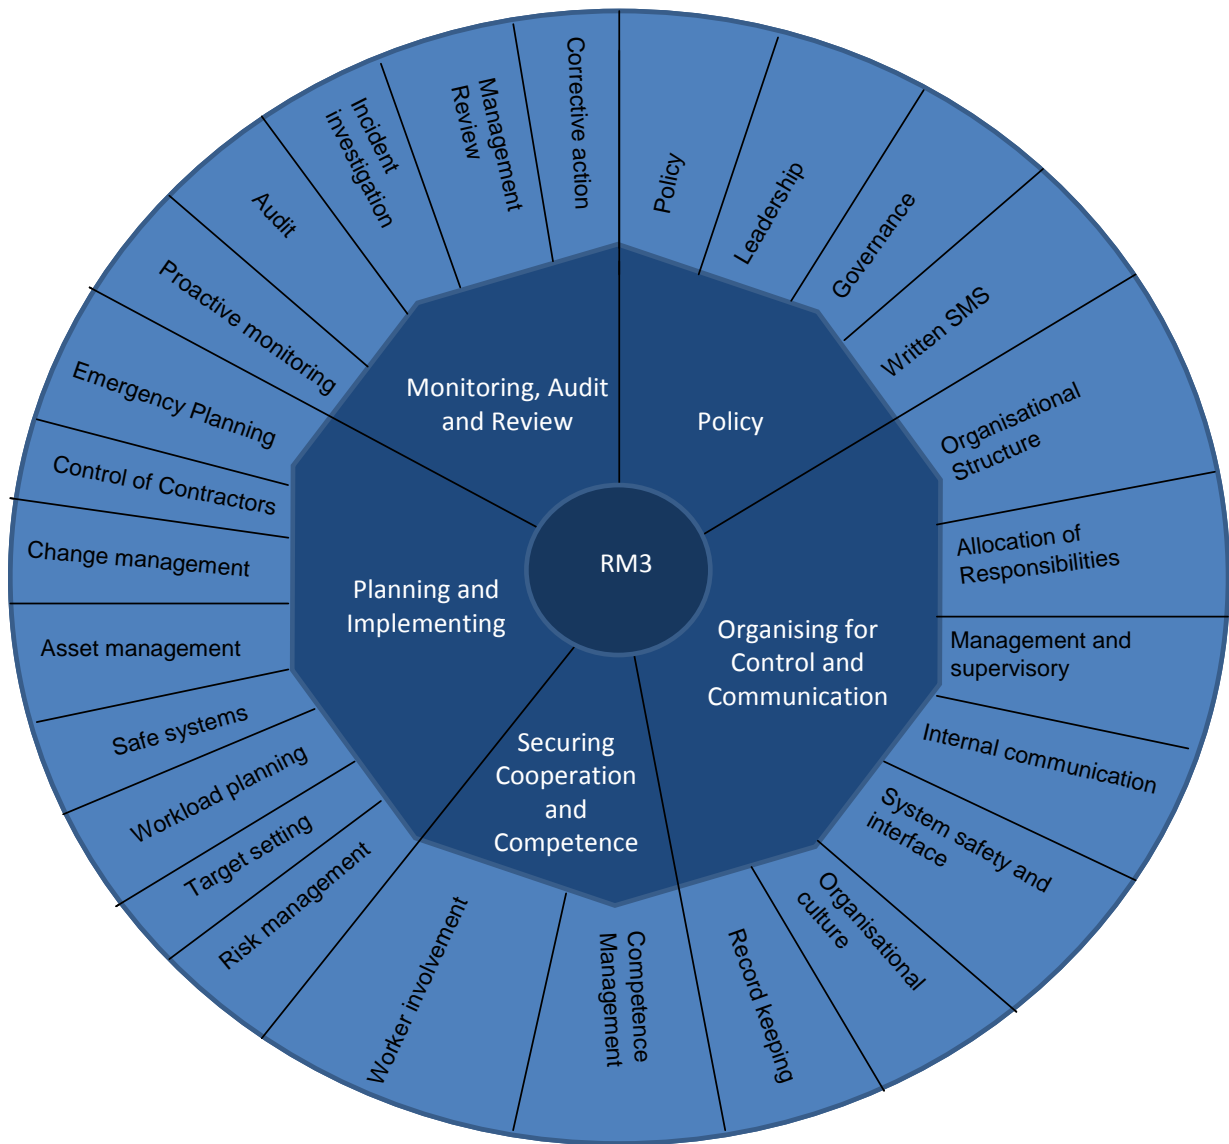 RM3
Policy
Organising for
Control and
Communication
Securing
Cooperation
and
Competence
Planning and
Implementing
Monitoring, Audit
and Review
Policy
Leadership
Governance
Written SMS
Organisational
Structure
Allocation of
Responsibilities
Management and
supervisory
Internal communication
System safety and
interface
Organisational
culture
Record keeping
Competence
Management
Worker involvement
Risk management
Target setting
Workload planning
Safe systems
Asset management
Change management
Control of Contractors
Emergency Planning
Proactive monitoring
Audit
Incident
investigation
Management
Review
Corrective action